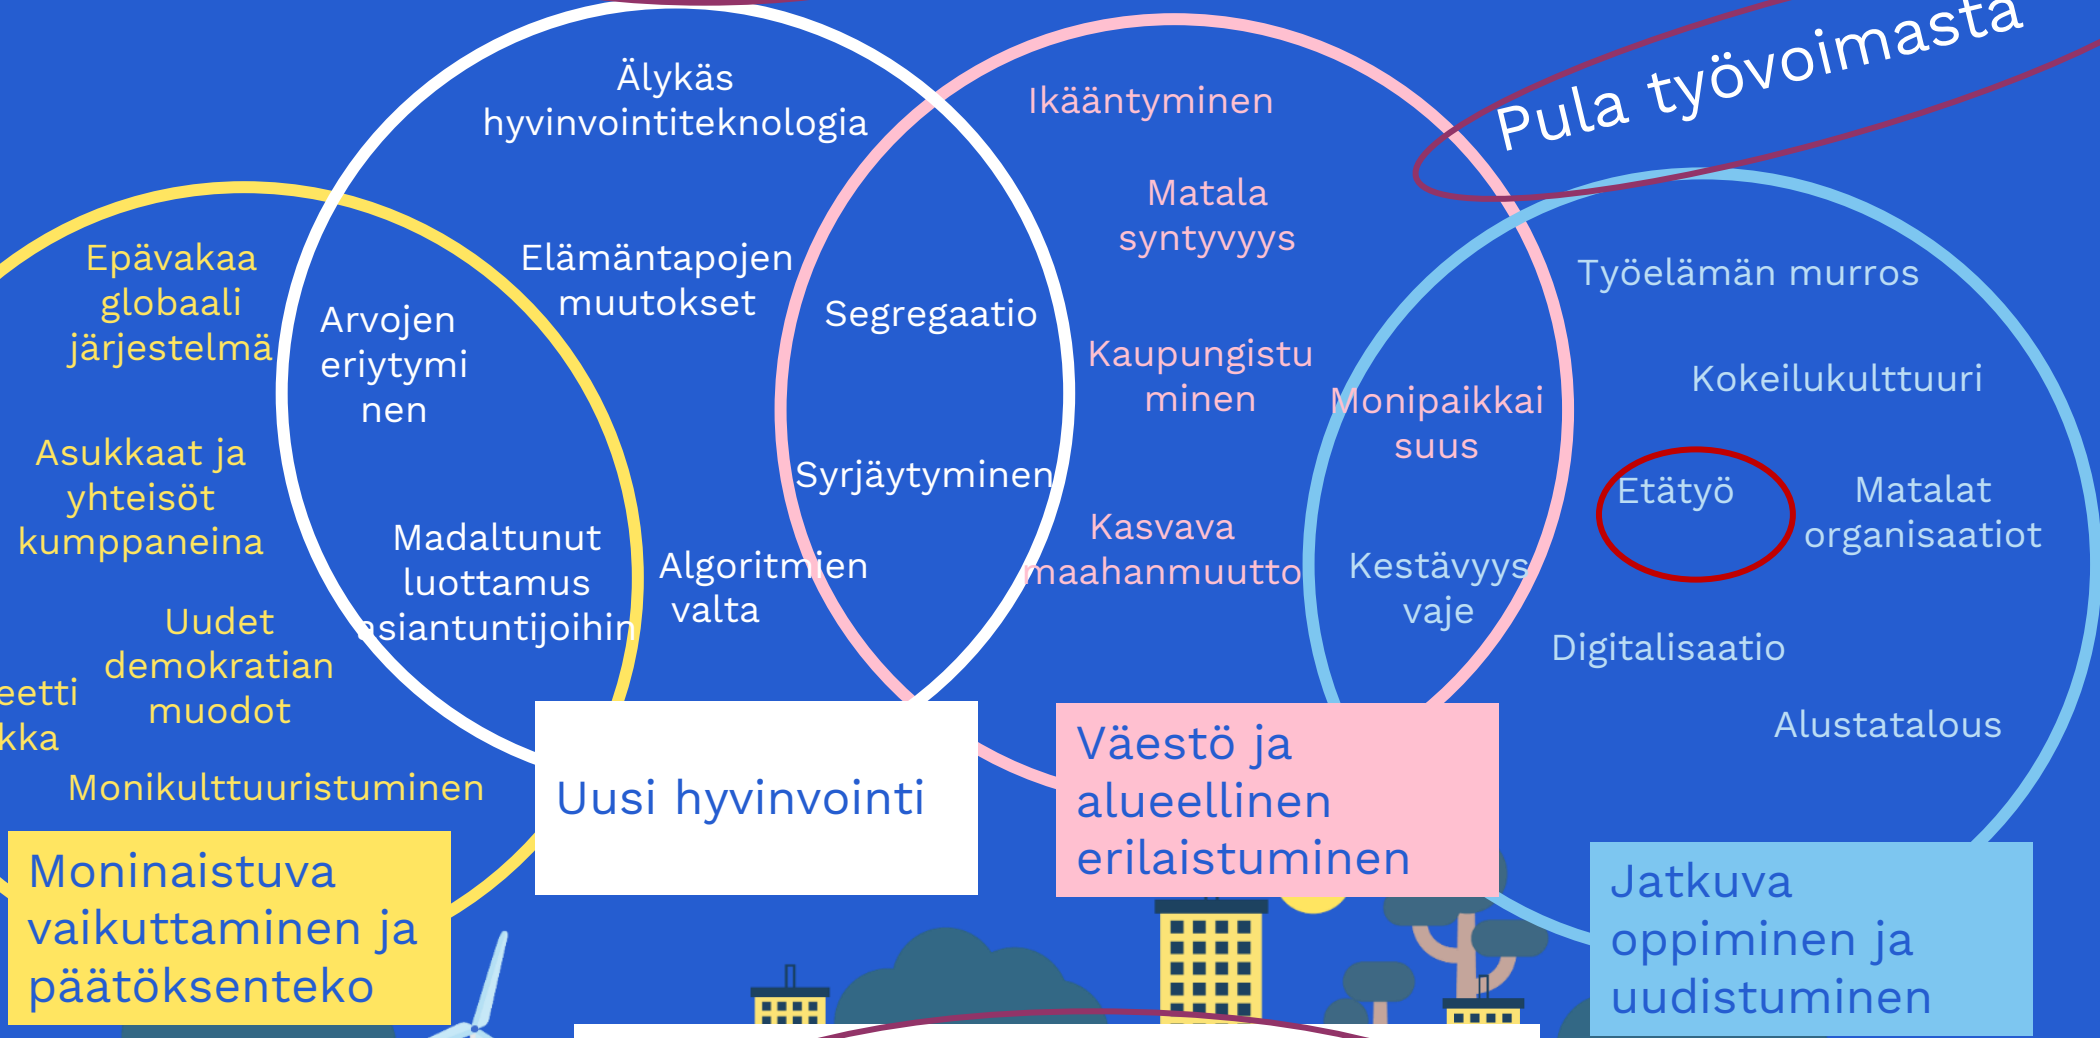 Pula työvoimasta
Älykäs
hyvinvointiteknologia
Ikääntyminen
Matala
syntyvyys
Epävakaa
globaali
järjestelmä
Elämäntapojen
muutokset
Arvojen
eriytymi
nen
Segregaatio
Työelämän murros
Kaupungistu
minen
Monipaikkai
suus
Kokeilukulttuuri
Asukkaat ja
yhteisöt
kumppaneina
Syrjäytyminen
Etätyö
Matalat
organisaatiot
Madaltunut
luottamus
asiantuntijoihin
Algoritmien
valta
Kasvava
maahanmuutto
Kestävyys
vaje
Uudet
demokratian
muodot
eetti
kka
Digitalisaatio
Alustatalous
Monikulttuuristuminen
Uusi hyvinvointi
Väestö ja
alueellinen
erilaistuminen
Moninaistuva
vaikuttaminen ja
päätöksenteko
Jatkuva
oppiminen ja
uudistuminen